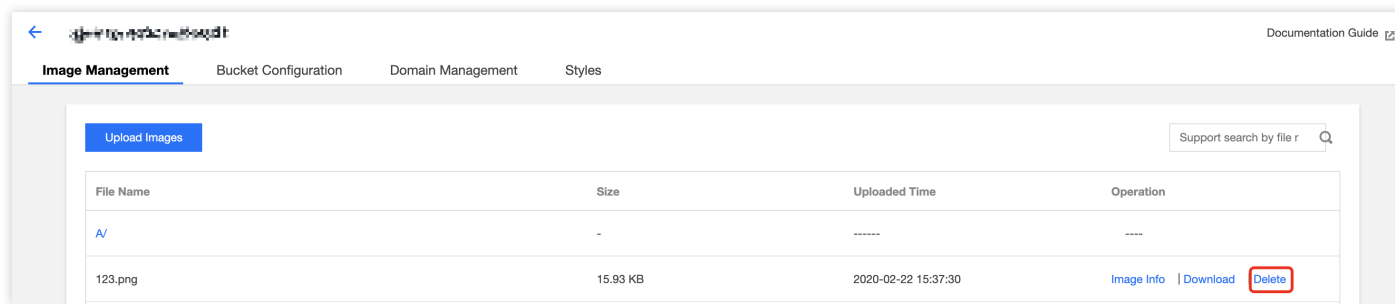 Documentation Guide
Image Management Bucket Configuration Domain Management Styles
Upload Images Support search by file r
File Name Size Uploaded Time Operation
A/ - ------ ----
123.png 15.93 KB 2020-02-22 15:37:30 Image Info | Download Delete